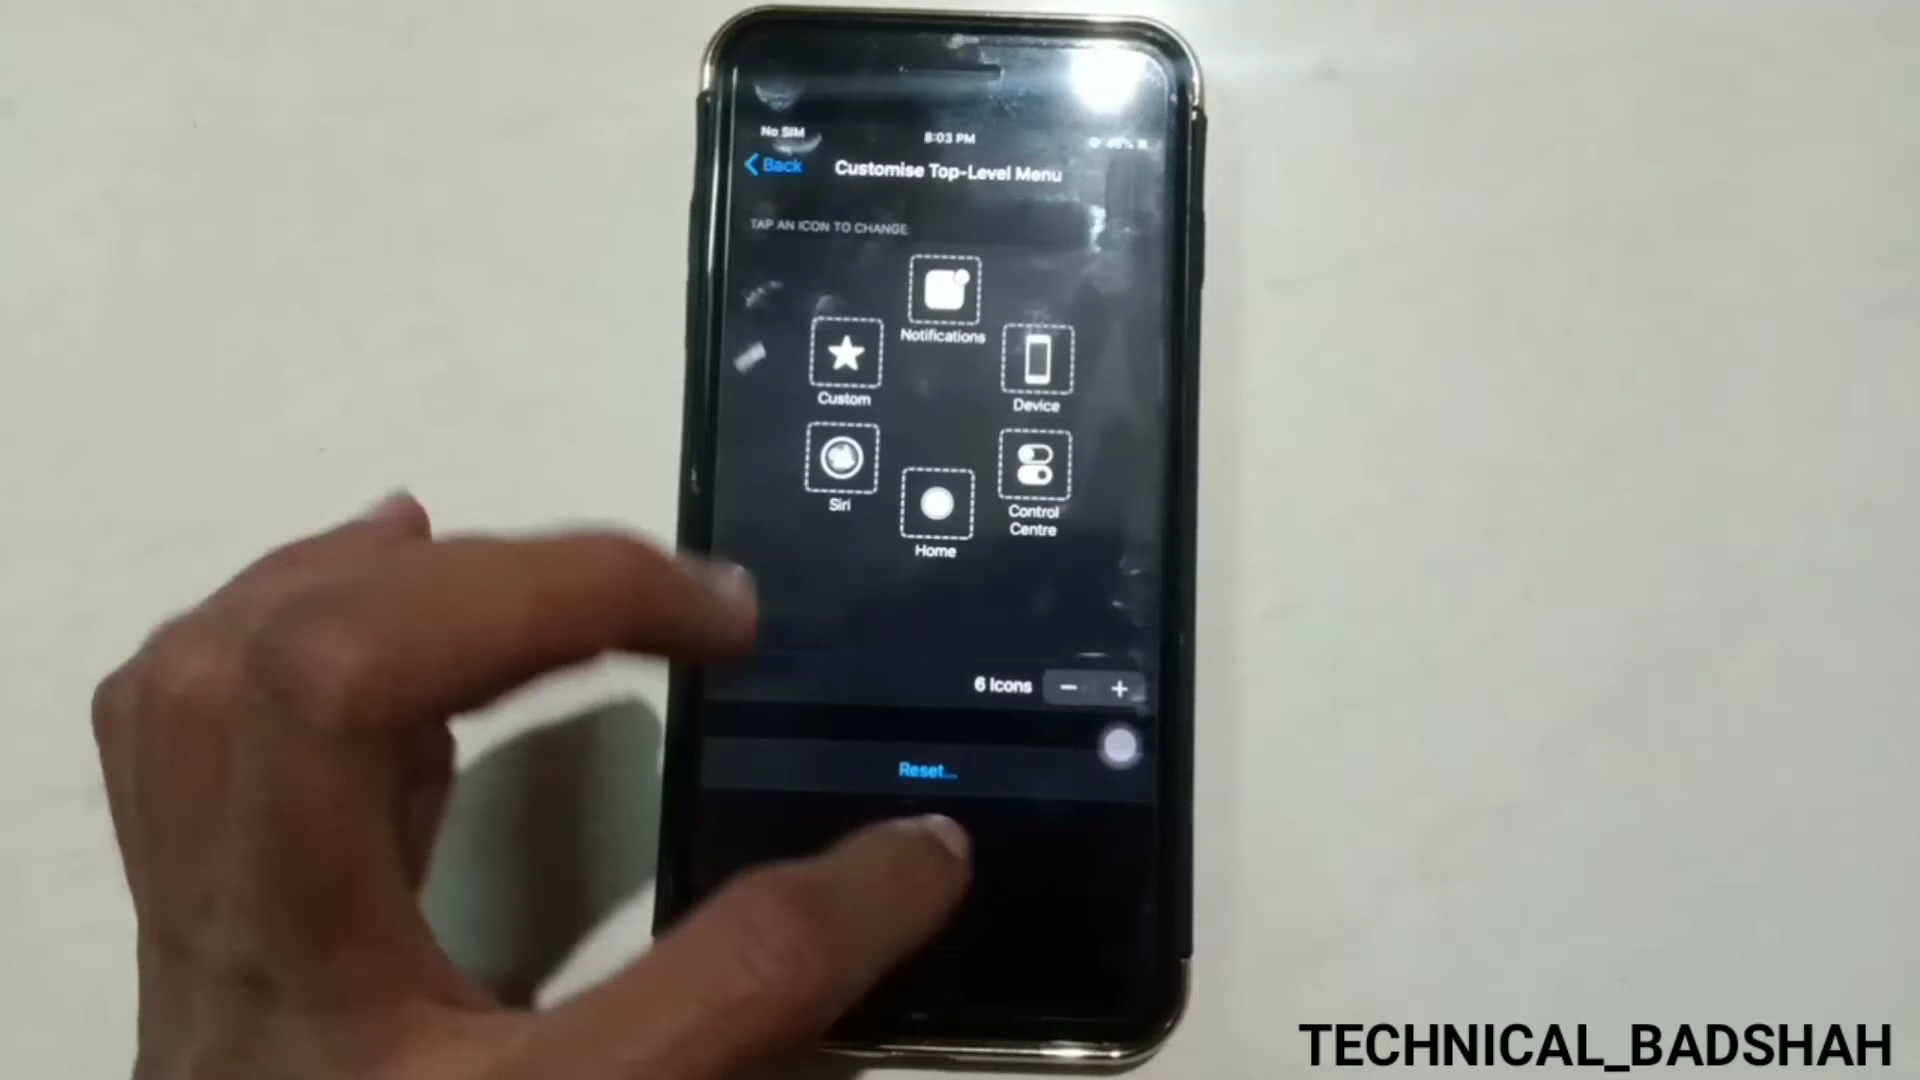 No SIM
8:03 PM
Back
Customise Top-Level Menu
TAP AN ICON TO CHANGE
Notifications
Custom
Device
Siri
Control
Centre
Home
6 Icons
− +
Reset...
TECHNICAL_BADSHAH